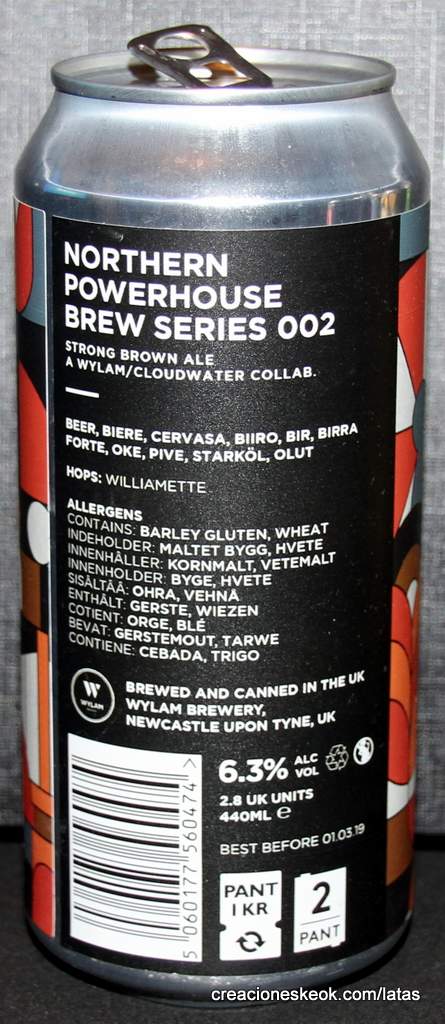 NORTHERN
POWERHOUSE
BREW SERIES 002
STRONG BROWN ALE
A WYLAM/CLOUDWATER COLLAB.
BEER, BIERE, CERVASA, BIIRO, BIR, BIRRA
FORTE, OKE, PIVE, STARKÖL, OLUT
HOPS: WILLIAMETTE
ALLERGENS
CONTAINS: BARLEY GLUTEN, WHEAT
INDEHOLDER: MALTET BYGG, HVETE
INNENHÄLLER: KORNMALT, VETEMALT
INNENHOLDER: BYGE, HVETE
SISÄLTÄÄ: OHRA, VEHNÄ
ENTHÄLT: GERSTE, WIEZEN
COTIENT: ORGE, BLÉ
BEVAT: GERSTEMOUT, TARWE
CONTIENE: CEBADA, TRIGO
W
WYLAM
BREWED AND CANNED IN THE UK
WYLAM BREWERY,
NEWCASTLE UPON TYNE, UK
5 060177 560474 >
6.3% ALC VOL
2.8 UK UNITS
440ML ℮
BEST BEFORE 01.03.19
PANT
1 KR
2
PANT
creacioneskeok.com/latas